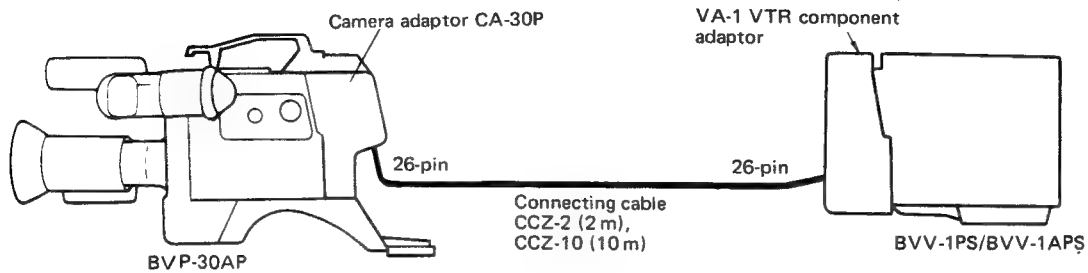 Camera adaptor CA-30P
VA-1 VTR component
adaptor
26-pin
26-pin
Connecting cable
CCZ-2 (2 m),
CCZ-10 (10 m)
BVP-30AP
BVV-1PS/BVV-1APS